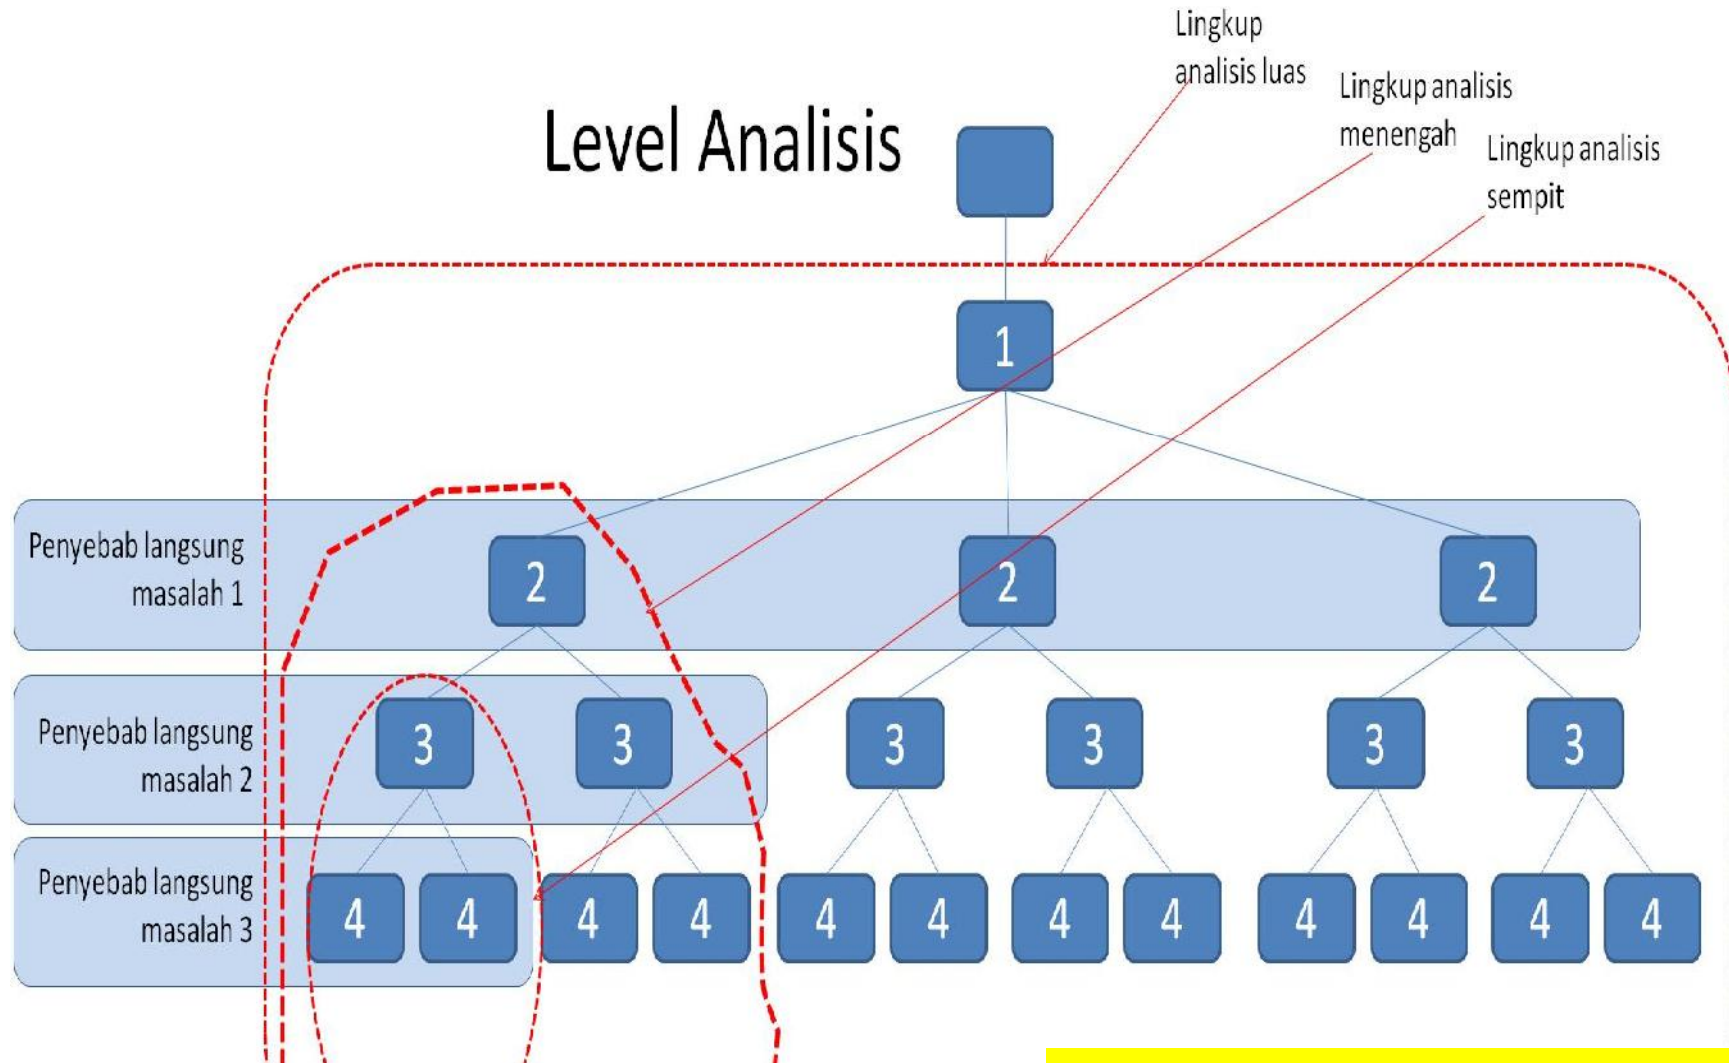 Lingkup
analisis luas
Lingkup analisis
menengah
Lingkup analisis
sempit
Level Analisis
1
Penyebab langsung
masalah 1
2
2
2
Penyebab langsung
masalah 2
3
3
3
3
3
3
Penyebab langsung
masalah 3
4
4
4
4
4
4
4
4
4
4
4
4